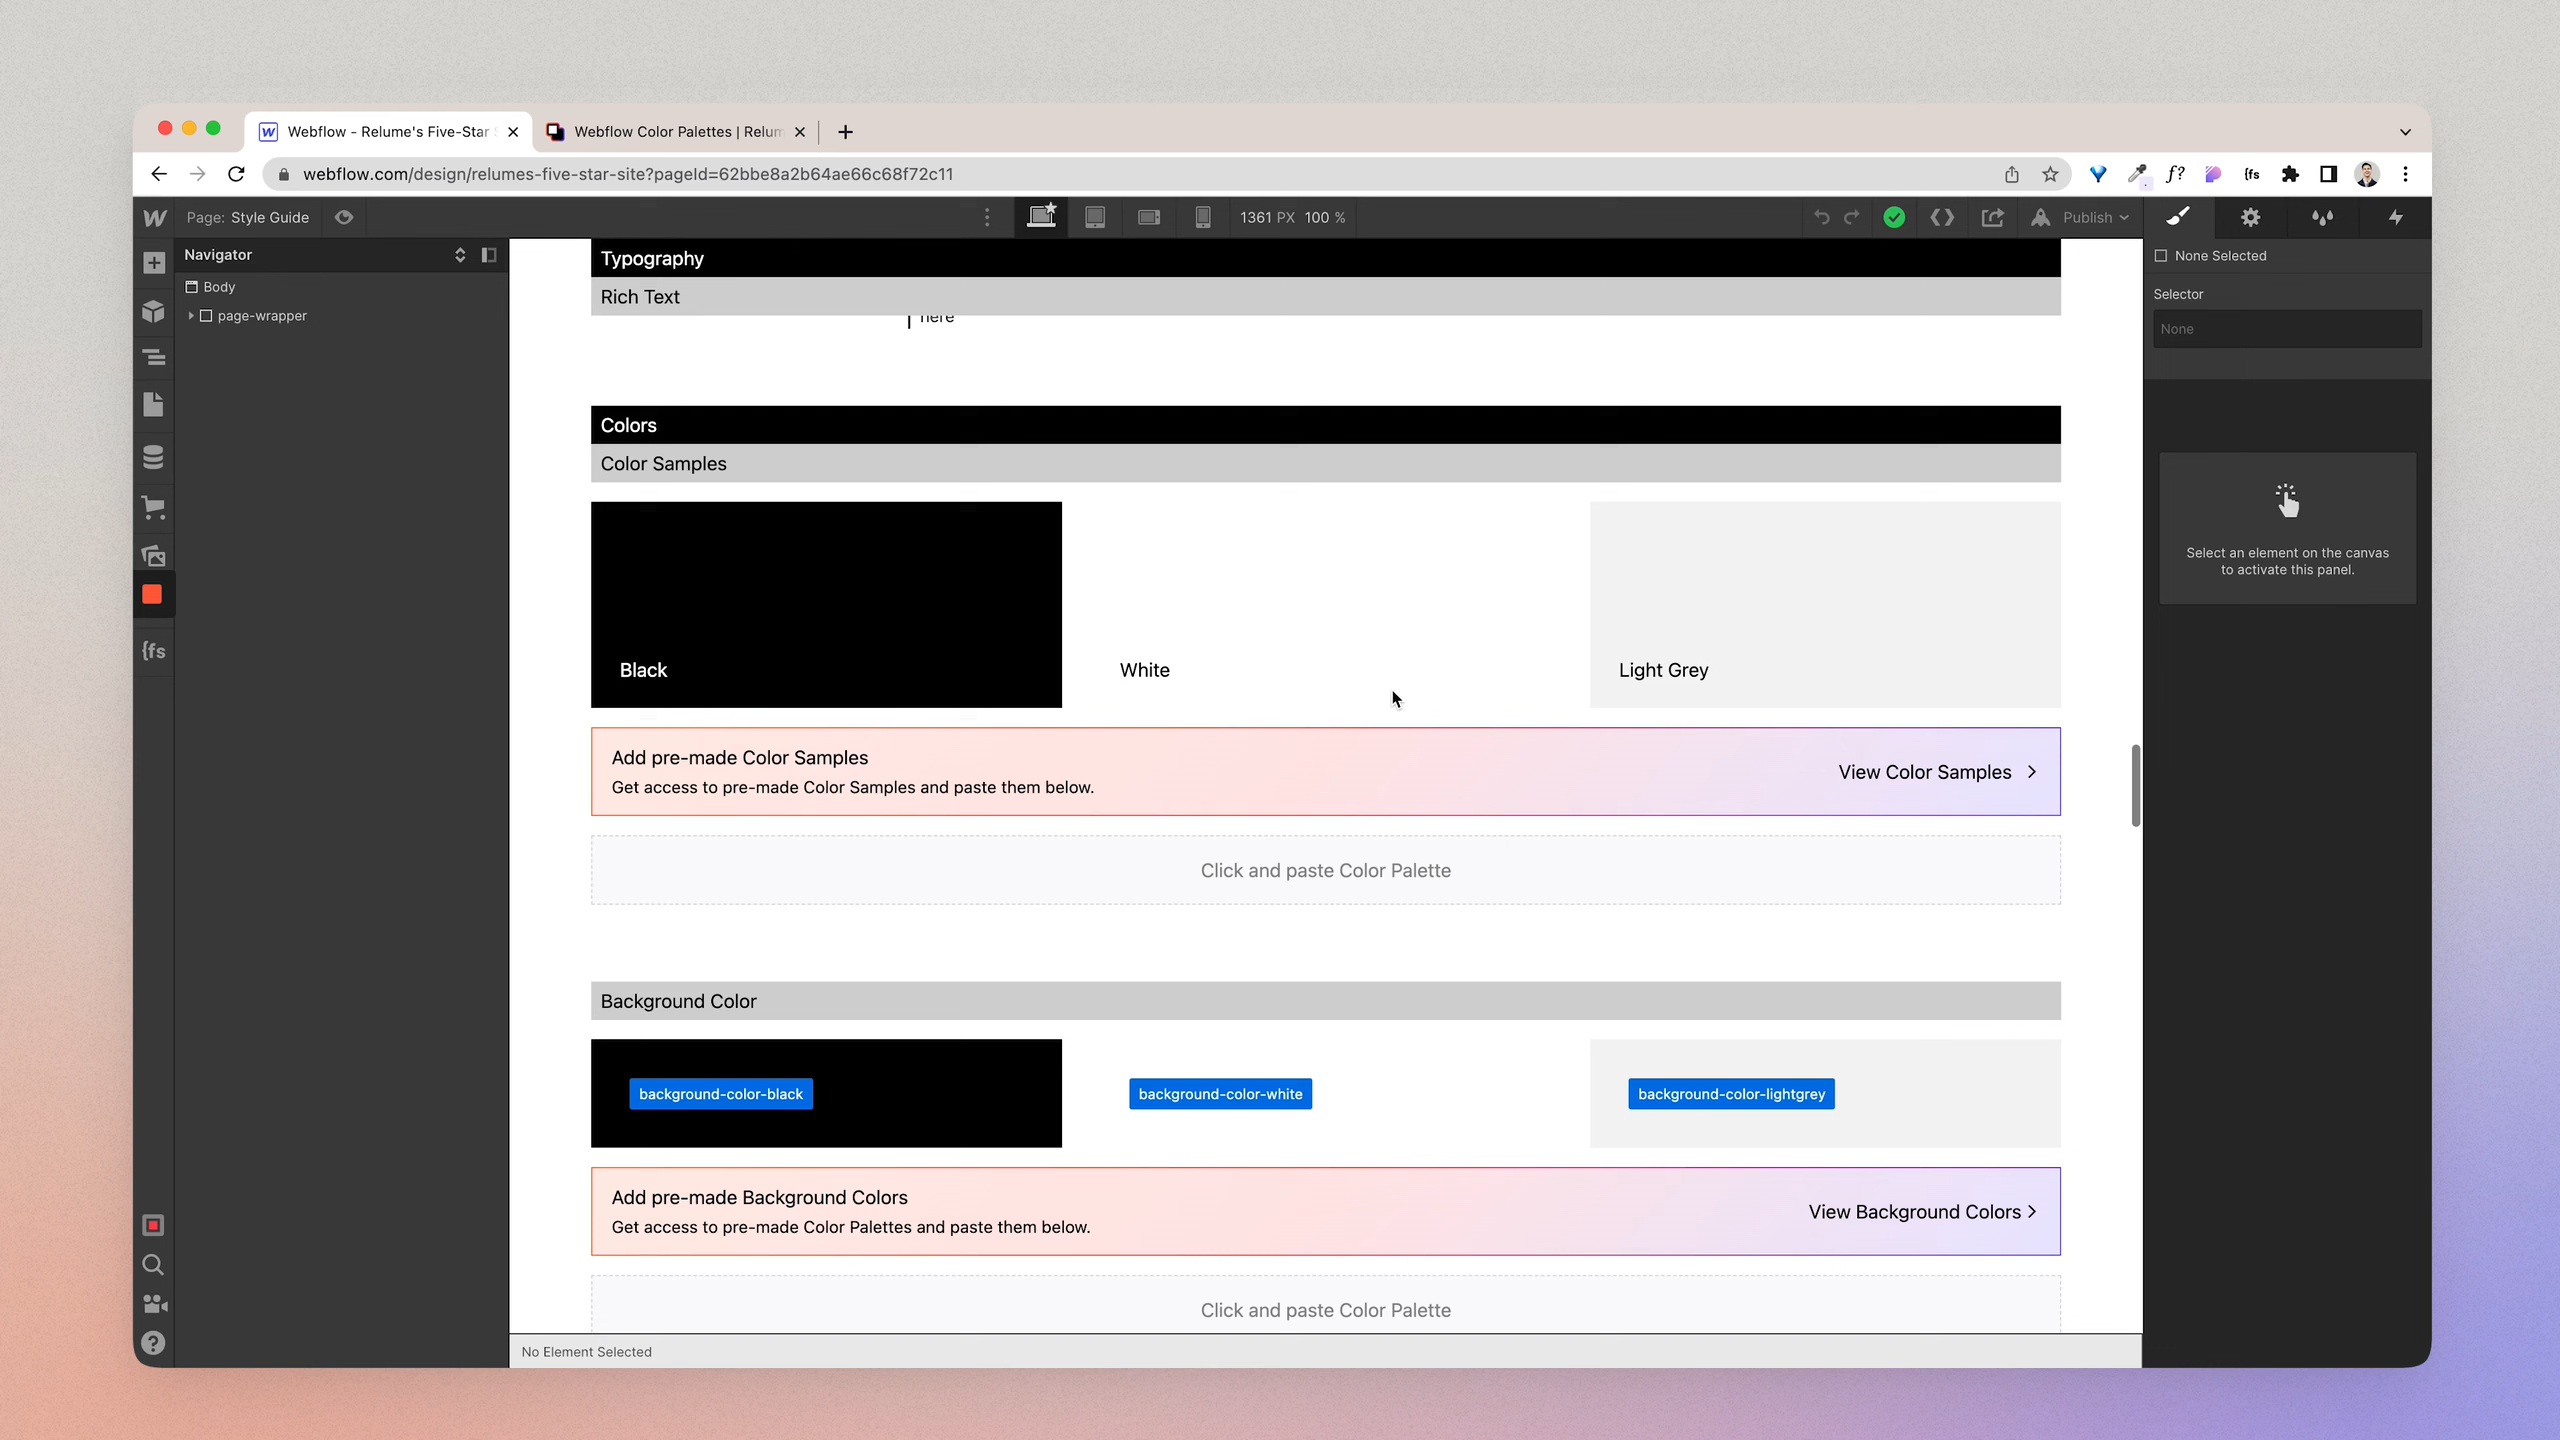 Webflow - Relume's Five-Star S
Webflow Color Palettes | Relum
webflow.com/design/relumes-five-star-site?pageId=62bbe8a2b64ae66c68f72c11
f?
{fs
Page: Style Guide
1361 PX 100 %
Publish
Navigator
Body
page-wrapper
{fs
Typography
Rich Text
here
Colors
Color Samples
Black
White
Light Grey
Add pre-made Color Samples
Get access to pre-made Color Samples and paste them below.
View Color Samples
Click and paste Color Palette
Background Color
background-color-black
background-color-white
background-color-lightgrey
Add pre-made Background Colors
Get access to pre-made Color Palettes and paste them below.
View Background Colors
Click and paste Color Palette
No Element Selected
None Selected
Selector
None
Select an element on the canvas
to activate this panel.